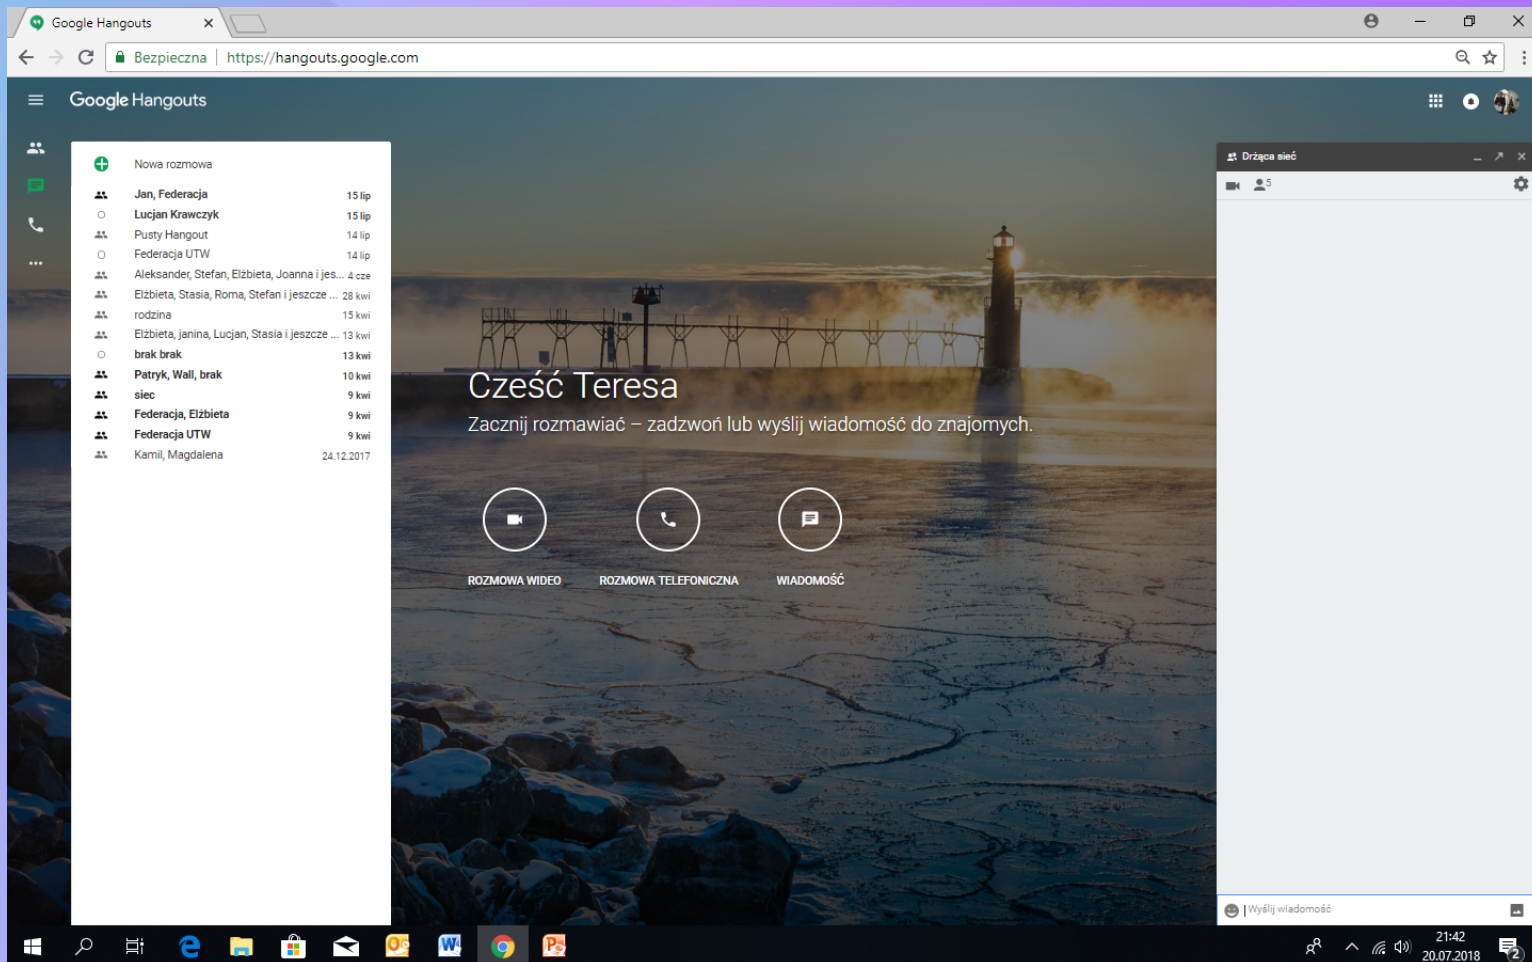 Google Hangouts
Bezpieczna https://hangouts.google.com
Google Hangouts
Nowa rozmowa
Jan, Federacja 15 lip
Lucjan Krawczyk 15 lip
Pusty Hangout 14 lip
Federacja UTW 14 lip
Aleksander, Stefan, Elżbieta, Joanna i jes... 4 cze
Elżbieta, Stasia, Roma, Stefan i jeszcze ... 28 kwi
rodzina 15 kwi
Elżbieta, janina, Lucjan, Stasia i jeszcze ... 13 kwi
brak brak 13 kwi
Patryk, Wall, brak 10 kwi
siec 9 kwi
Federacja, Elżbieta 9 kwi
Federacja UTW 9 kwi
Kamil, Magdalena 24.12.2017
Cześć Teresa
Zacznij rozmawiać – zadzwoń lub wyślij wiadomość do znajomych.
ROZMOWA WIDEO ROZMOWA TELEFONICZNA WIADOMOŚĆ
Drżąca sieć
5
Wyślij wiadomość
21:42
20.07.2018
2